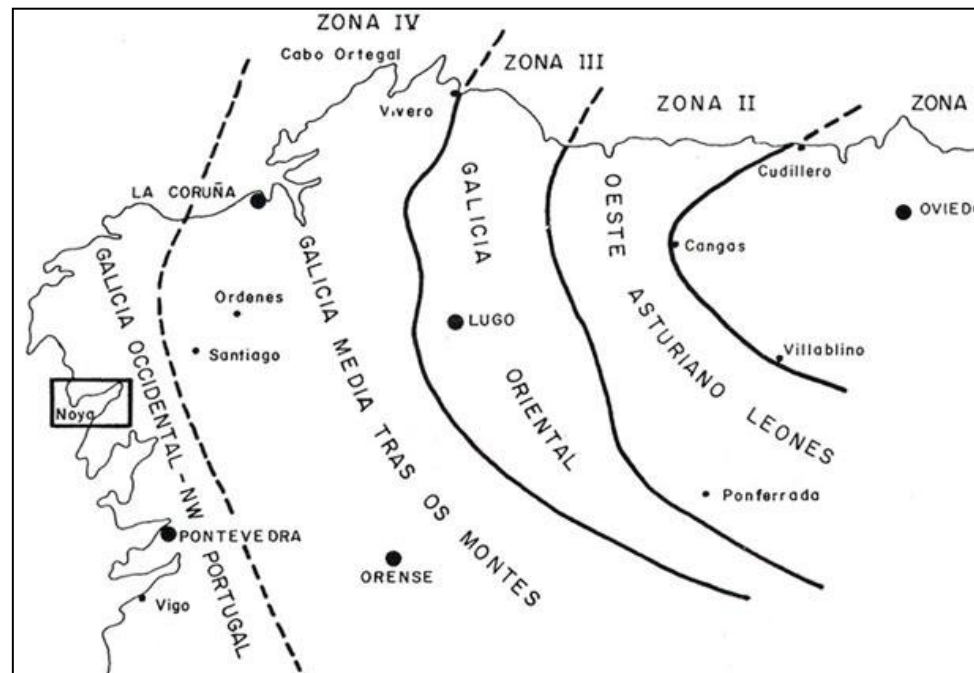 ZONA IV
Cabo Ortegal
ZONA III
ZONA II
ZONA
Vivero
Cudillero
LA CORUÑA
OVIEDO
Cangas
GALICIA ORIENTAL
OESTE ASTURIANO LEONES
GALICIA OCCIDENTAL-NW PORTUGAL
GALICIA MEDIA TRAS OS MONTES
Ordenes
LUGO
Santiago
Villablino
Noya
Ponferrada
PONTEVEDRA
ORENSE
Vigo